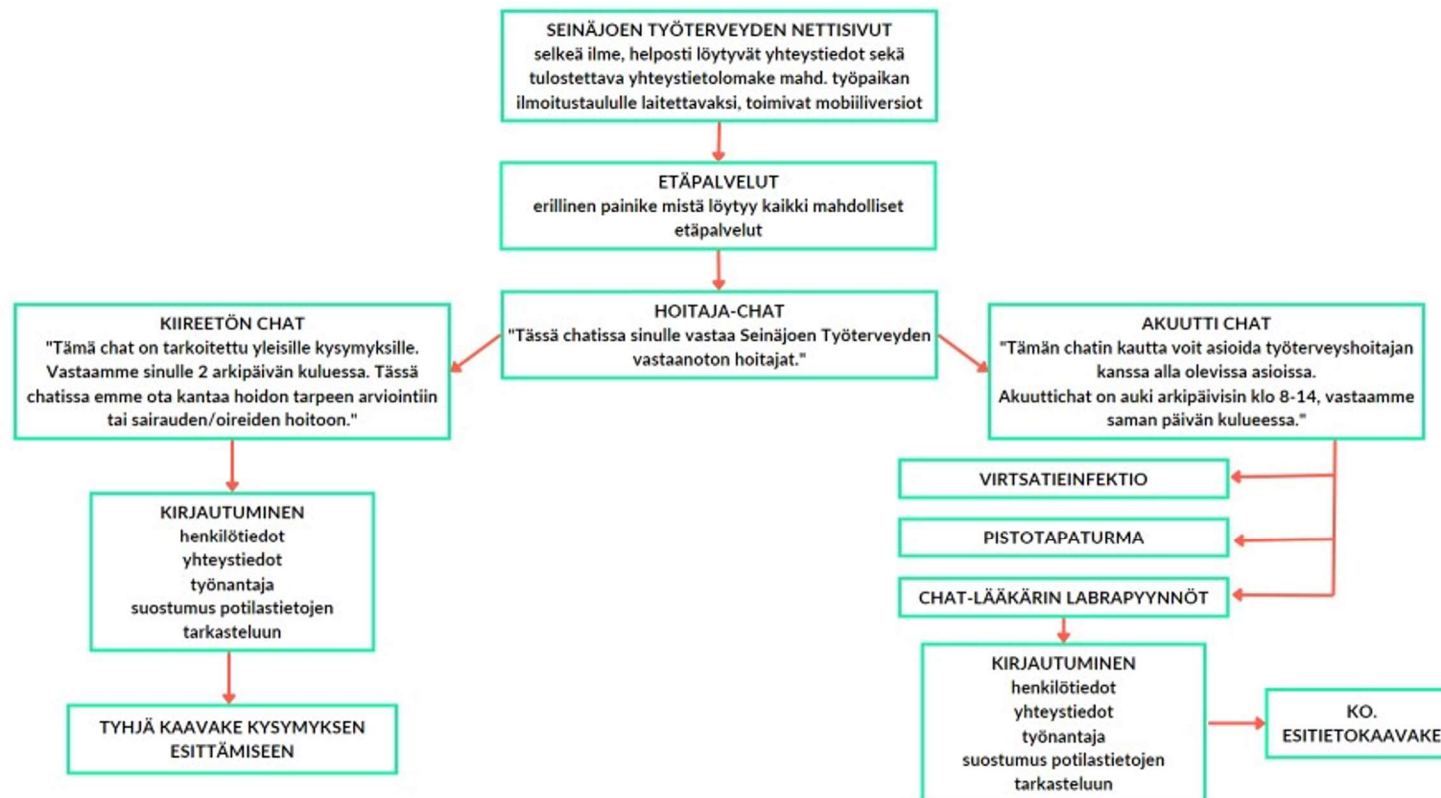 SEINÄJOEN TYÖTERVEYDEN NETTISIVUT
selkeä ilme, helposti löytyvät yhteystiedot sekä
tulostettava yhteystietolomake mahd. työpaikan
ilmoitustaululle laitettavaksi, toimivat mobiiliversiot
ETÄPALVELUT
erillinen painike mistä löytyy kaikki mahdolliset
etäpalvelut
HOITAJA-CHAT
"Tässä chatissa sinulle vastaa Seinäjoen Työterveyden
vastaanoton hoitajat."
KIIREETÖN CHAT
"Tämä chat on tarkoitettu yleisille kysymyksille.
Vastaamme sinulle 2 arkipäivän kuluessa. Tässä
chatissa emme ota kantaa hoidon tarpeen arviointiin
tai sairauden/oireiden hoitoon."
KIRJAUTUMINEN
henkilötiedot
yhteystiedot
työnantaja
suostumus potilastietojen
tarkasteluun
TYHJÄ KAAVAKE KYSYMYKSEN
ESITTÄMISEEN
AKUUTTI CHAT
"Tämän chatin kautta voit asioida työterveyshoitajan
kanssa alla olevissa asioissa.
Akuuttichat on auki arkipäivisin klo 8-14, vastaamme
saman päivän kulueessa."
VIRTSATIEINFEKTIO
PISTOTAPATURMA
CHAT-LÄÄKÄRIN LABRAPYYNNÖT
KIRJAUTUMINEN
henkilötiedot
yhteystiedot
työnantaja
suostumus potilastietojen
tarkasteluun
KO.
ESITIETOKAAVAKE